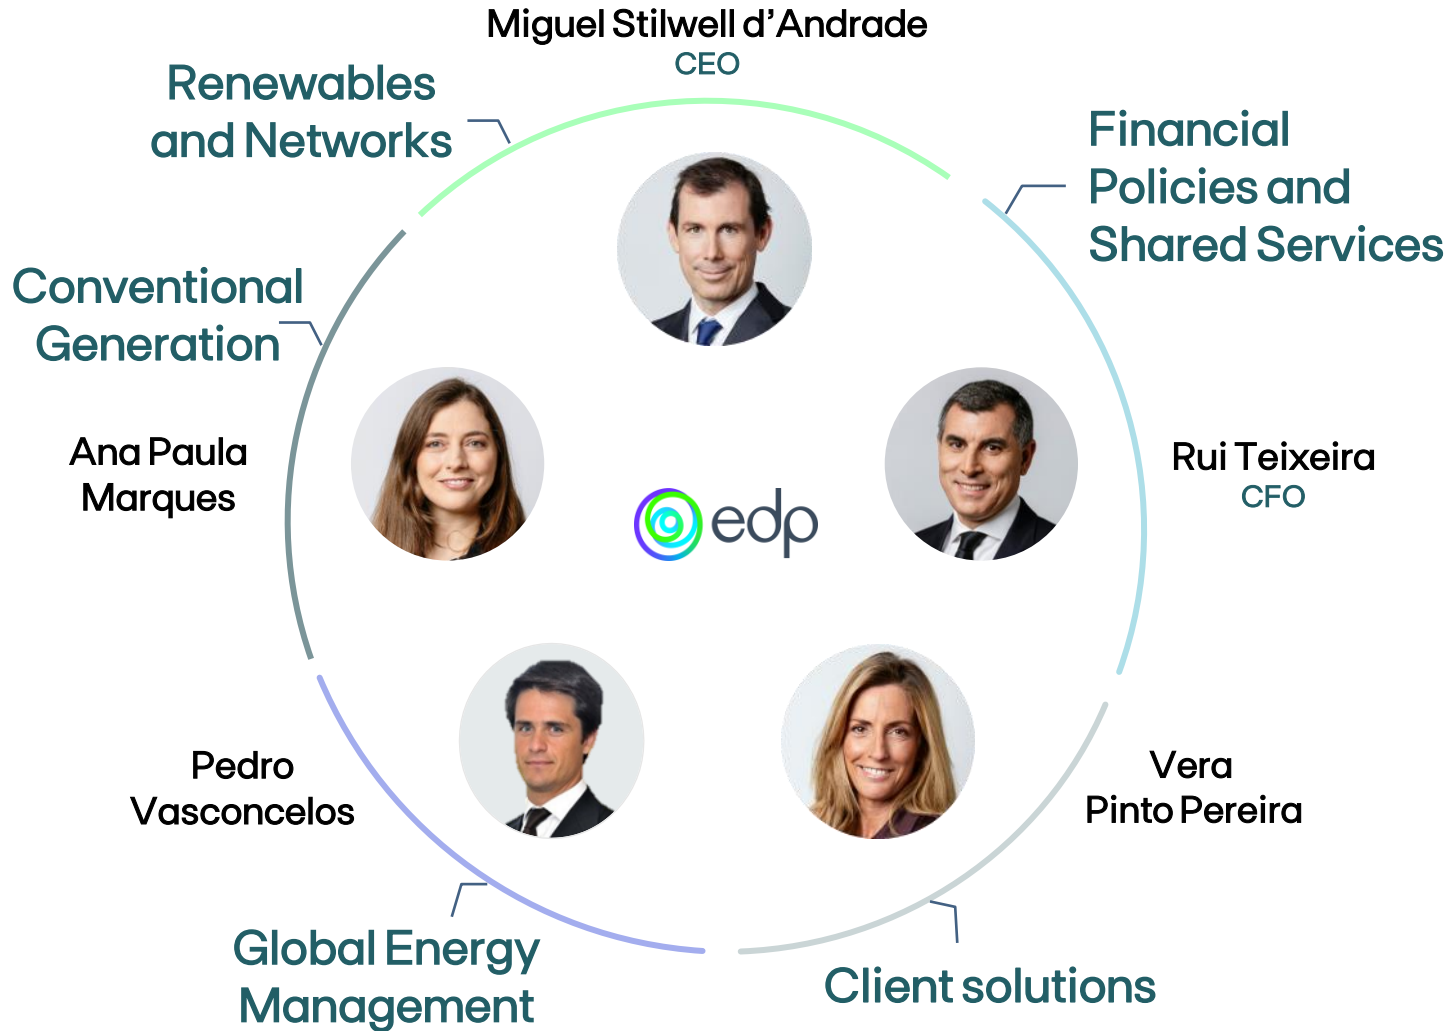 Miguel Stilwell d’Andrade
CEO
Renewables
and Networks
Financial
Policies and
Shared Services
Conventional
Generation
Ana Paula
Marques
Rui Teixeira
CFO
edp
Pedro
Vasconcelos
Vera
Pinto Pereira
Global Energy
Management
Client solutions